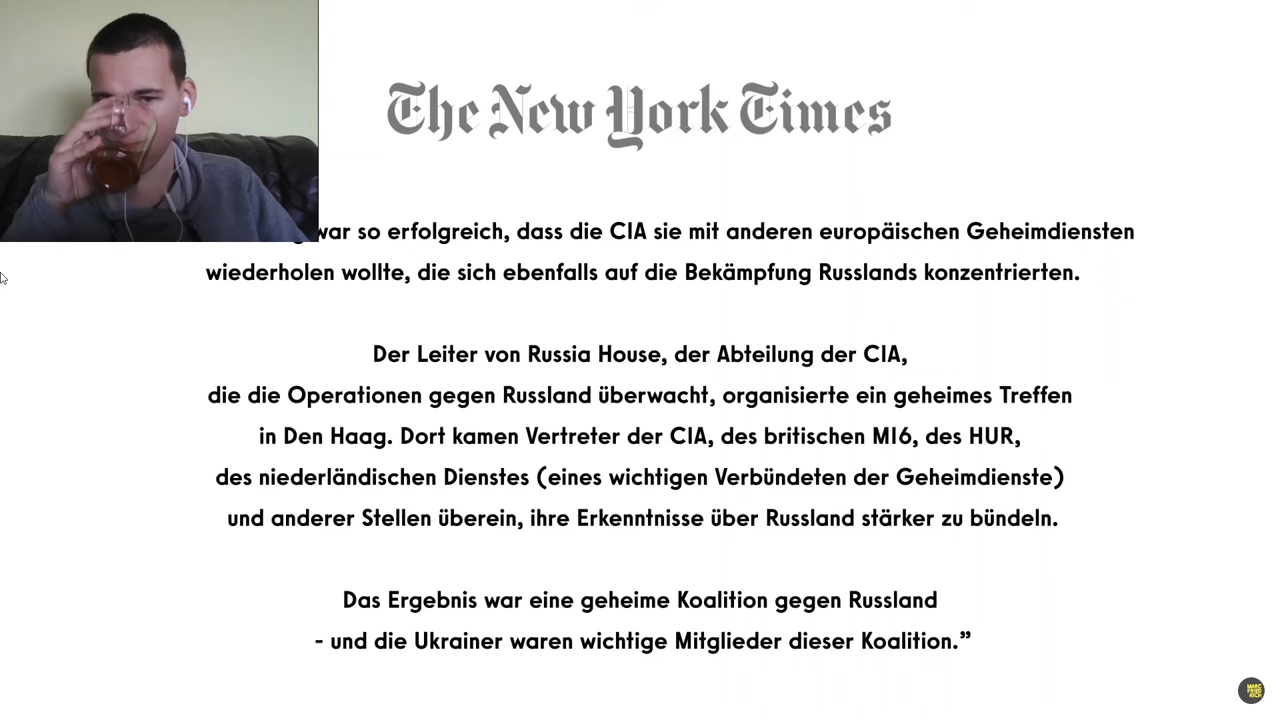 The New York Times
war so erfolgreich, dass die CIA sie mit anderen europäischen Geheimdiensten
wiederholen wollte, die sich ebenfalls auf die Bekämpfung Russlands konzentrierten.
Der Leiter von Russia House, der Abteilung der CIA,
die die Operationen gegen Russland überwacht, organisierte ein geheimes Treffen
in Den Haag. Dort kamen Vertreter der CIA, des britischen MI6, des HUR,
des niederländischen Dienstes (eines wichtigen Verbündeten der Geheimdienste)
und anderer Stellen überein, ihre Erkenntnisse über Russland stärker zu bündeln.
Das Ergebnis war eine geheime Koalition gegen Russland
- und die Ukrainer waren wichtige Mitglieder dieser Koalition.”
MARC
FRIED
RICH